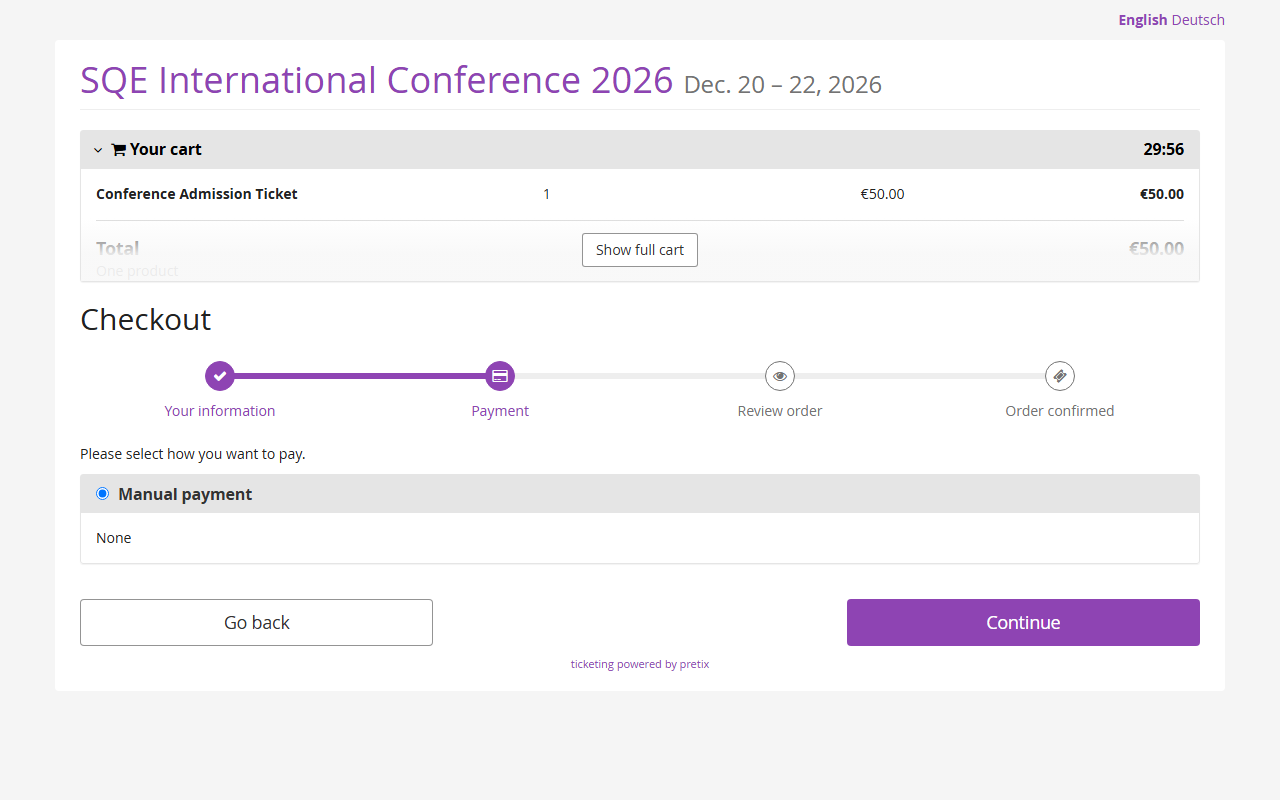 English Deutsch
SQE International Conference 2026 Dec. 20 – 22, 2026
Your cart 29:56
Conference Admission Ticket 1 €50.00 €50.00
Total Show full cart €50.00
One product
Checkout
Your information Payment Review order Order confirmed
Please select how you want to pay.
Manual payment
None
Go back Continue
ticketing powered by pretix